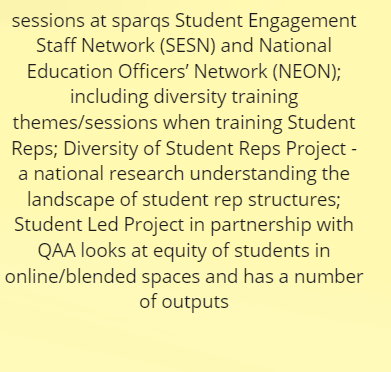 sessions at sparqs Student Engagement
Staff Network (SESN) and National
Education Officers’ Network (NEON);
including diversity training
themes/sessions when training Student
Reps; Diversity of Student Reps Project -
a national research understanding the
landscape of student rep structures;
Student Led Project in partnership with
QAA looks at equity of students in
online/blended spaces and has a number
of outputs